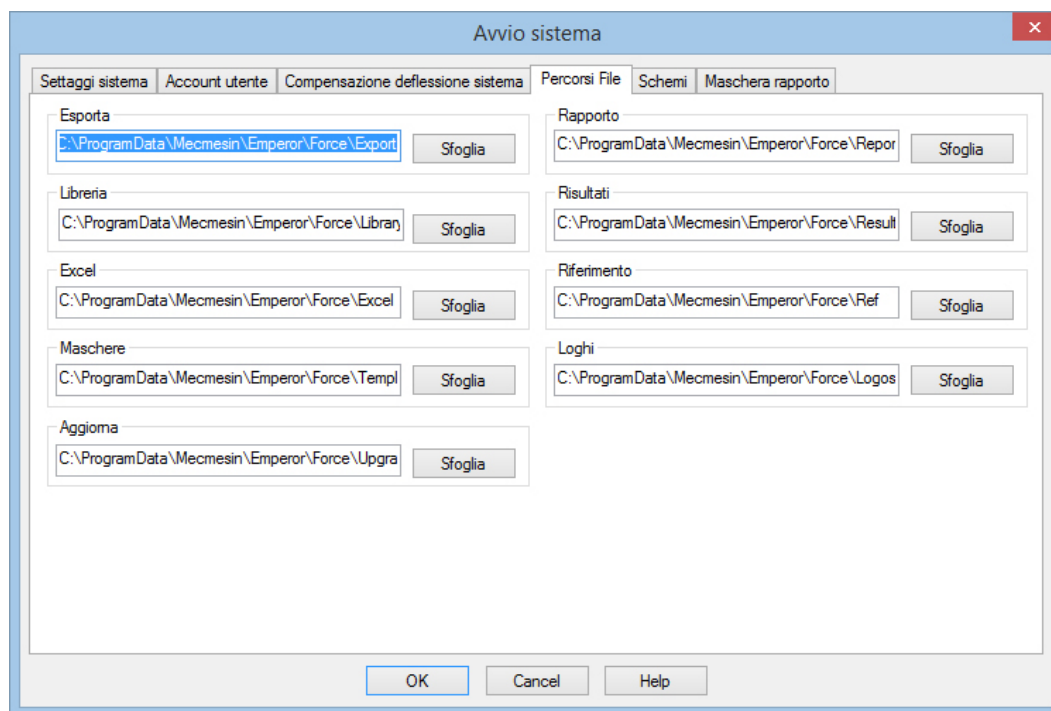 Avvio sistema
Settaggi sistema Account utente Compensazione deflessione sistema Percorsi File Schemi Maschera rapporto
Esporta
C:\ProgramData\Mecmesin\Emperor\Force\Export Sfoglia
Rapporto
C:\ProgramData\Mecmesin\Emperor\Force\Repor Sfoglia
Libreria
C:\ProgramData\Mecmesin\Emperor\Force\Library Sfoglia
Risultati
C:\ProgramData\Mecmesin\Emperor\Force\Result Sfoglia
Excel
C:\ProgramData\Mecmesin\Emperor\Force\Excel Sfoglia
Riferimento
C:\ProgramData\Mecmesin\Emperor\Force\Ref Sfoglia
Maschere
C:\ProgramData\Mecmesin\Emperor\Force\Templ Sfoglia
Loghi
C:\ProgramData\Mecmesin\Emperor\Force\Logos Sfoglia
Aggiorna
C:\ProgramData\Mecmesin\Emperor\Force\Upgra Sfoglia
OK Cancel Help